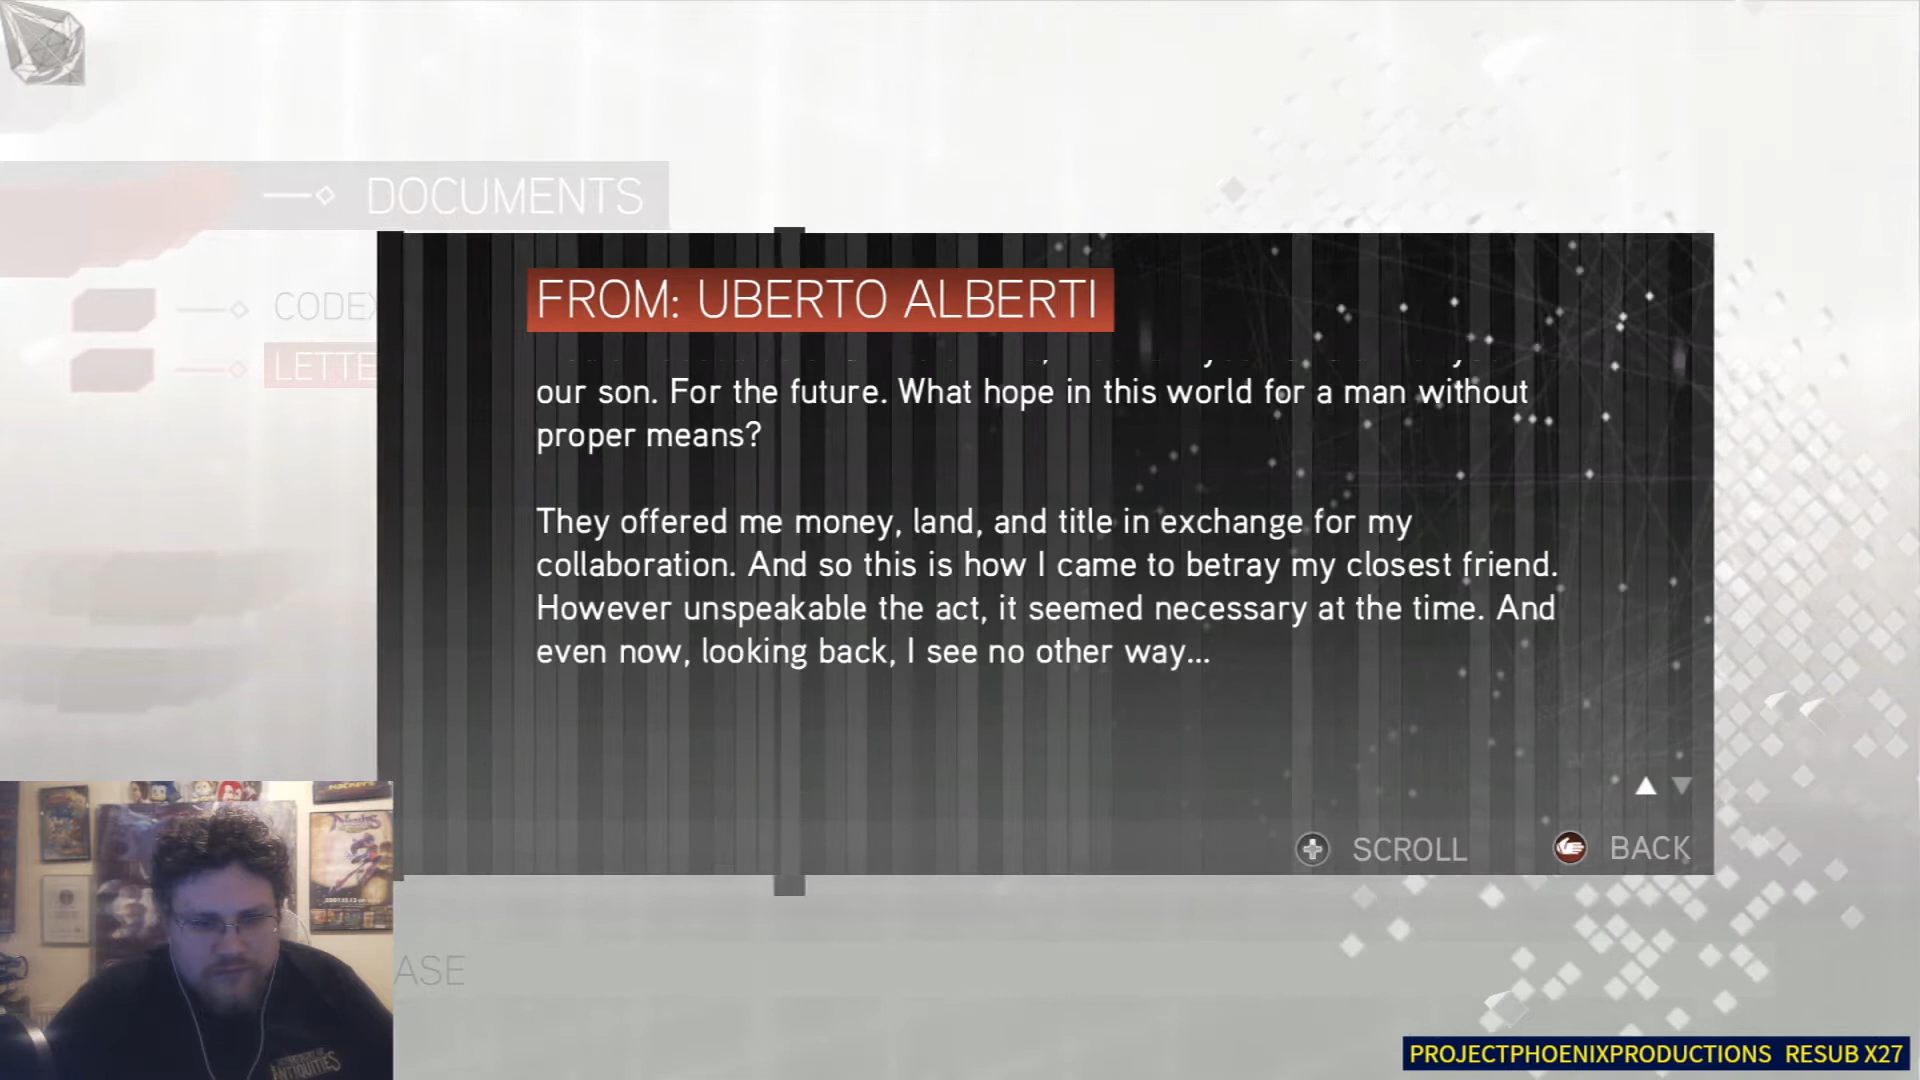 DOCUMENTS
CODEX
LETTE
FROM: UBERTO ALBERTI
our son. For the future. What hope in this world for a man without
proper means?
They offered me money, land, and title in exchange for my
collaboration. And so this is how I came to betray my closest friend.
However unspeakable the act, it seemed necessary at the time. And
even now, looking back, I see no other way...
SCROLL
BACK
ASE
ANTIQUITIES
PROJECTPHOENIXPRODUCTIONS RESUB X27